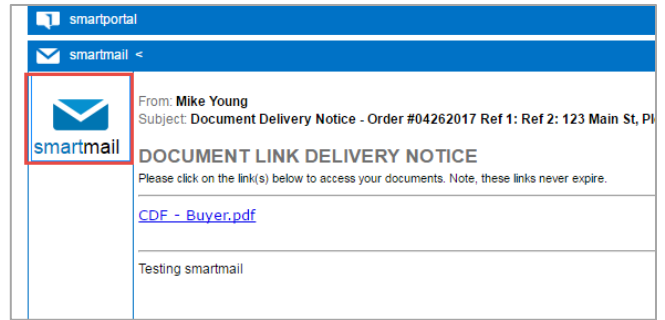 smartportal
smartmail <
smartmail
From: Mike Young
Subject: Document Delivery Notice - Order #04262017 Ref 1: Ref 2: 123 Main St,
DOCUMENT LINK DELIVERY NOTICE
Please click on the link(s) below to access your documents. Note, these links never expire.
CDF - Buyer.pdf
Testing smartmail